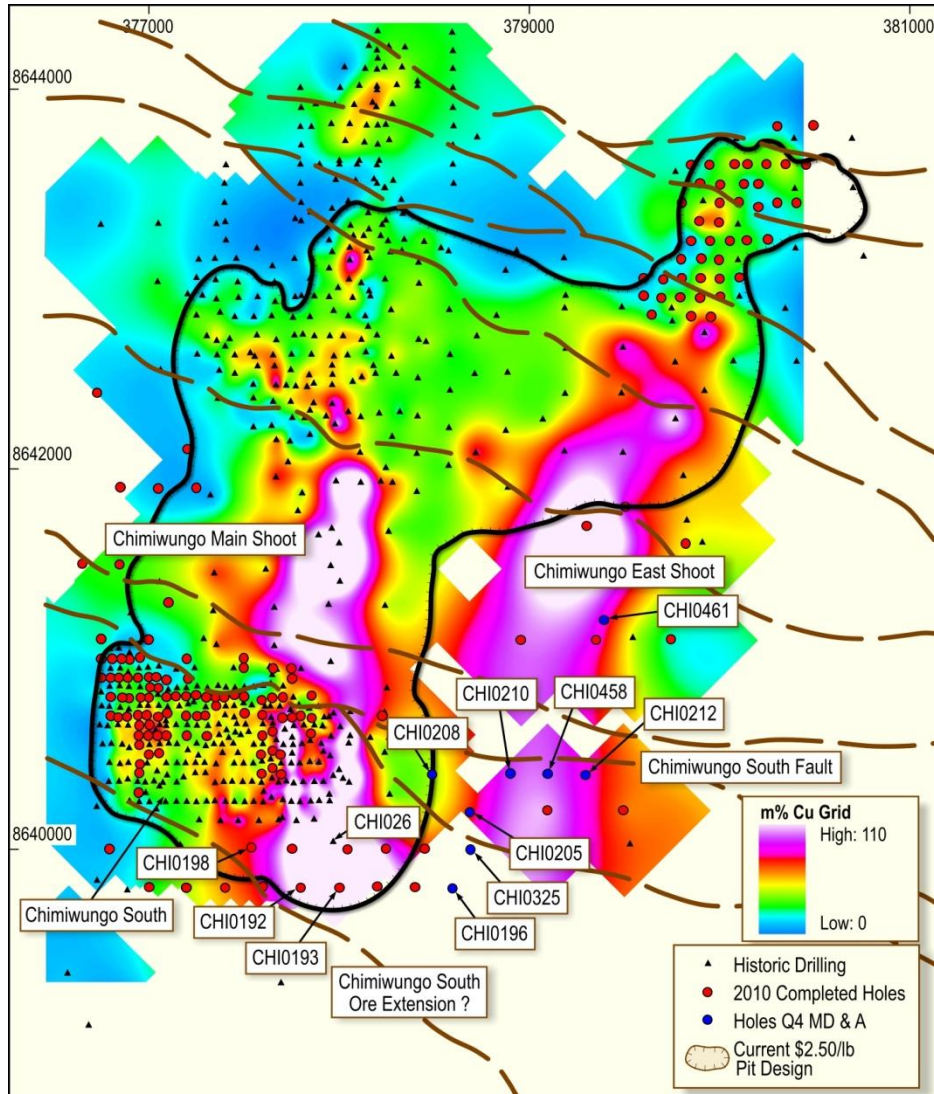 377000
379000
381000
8644000
8642000
Chimiwungo Main Shoot
Chimiwungo East Shoot
CHI0461
CHI0210
CHI0458
CHI0212
CHI0208
Chimiwungo South Fault
8640000
CHI026
CHI0198
CHI0205
CHI0325
Chimiwungo South
CHI0192
CHI0196
CHI0193
Chimiwungo South
Ore Extension ?
m% Cu Grid
High: 110
Low: 0
Historic Drilling
2010 Completed Holes
Holes Q4 MD & A
Current $2.50/lb
Pit Design